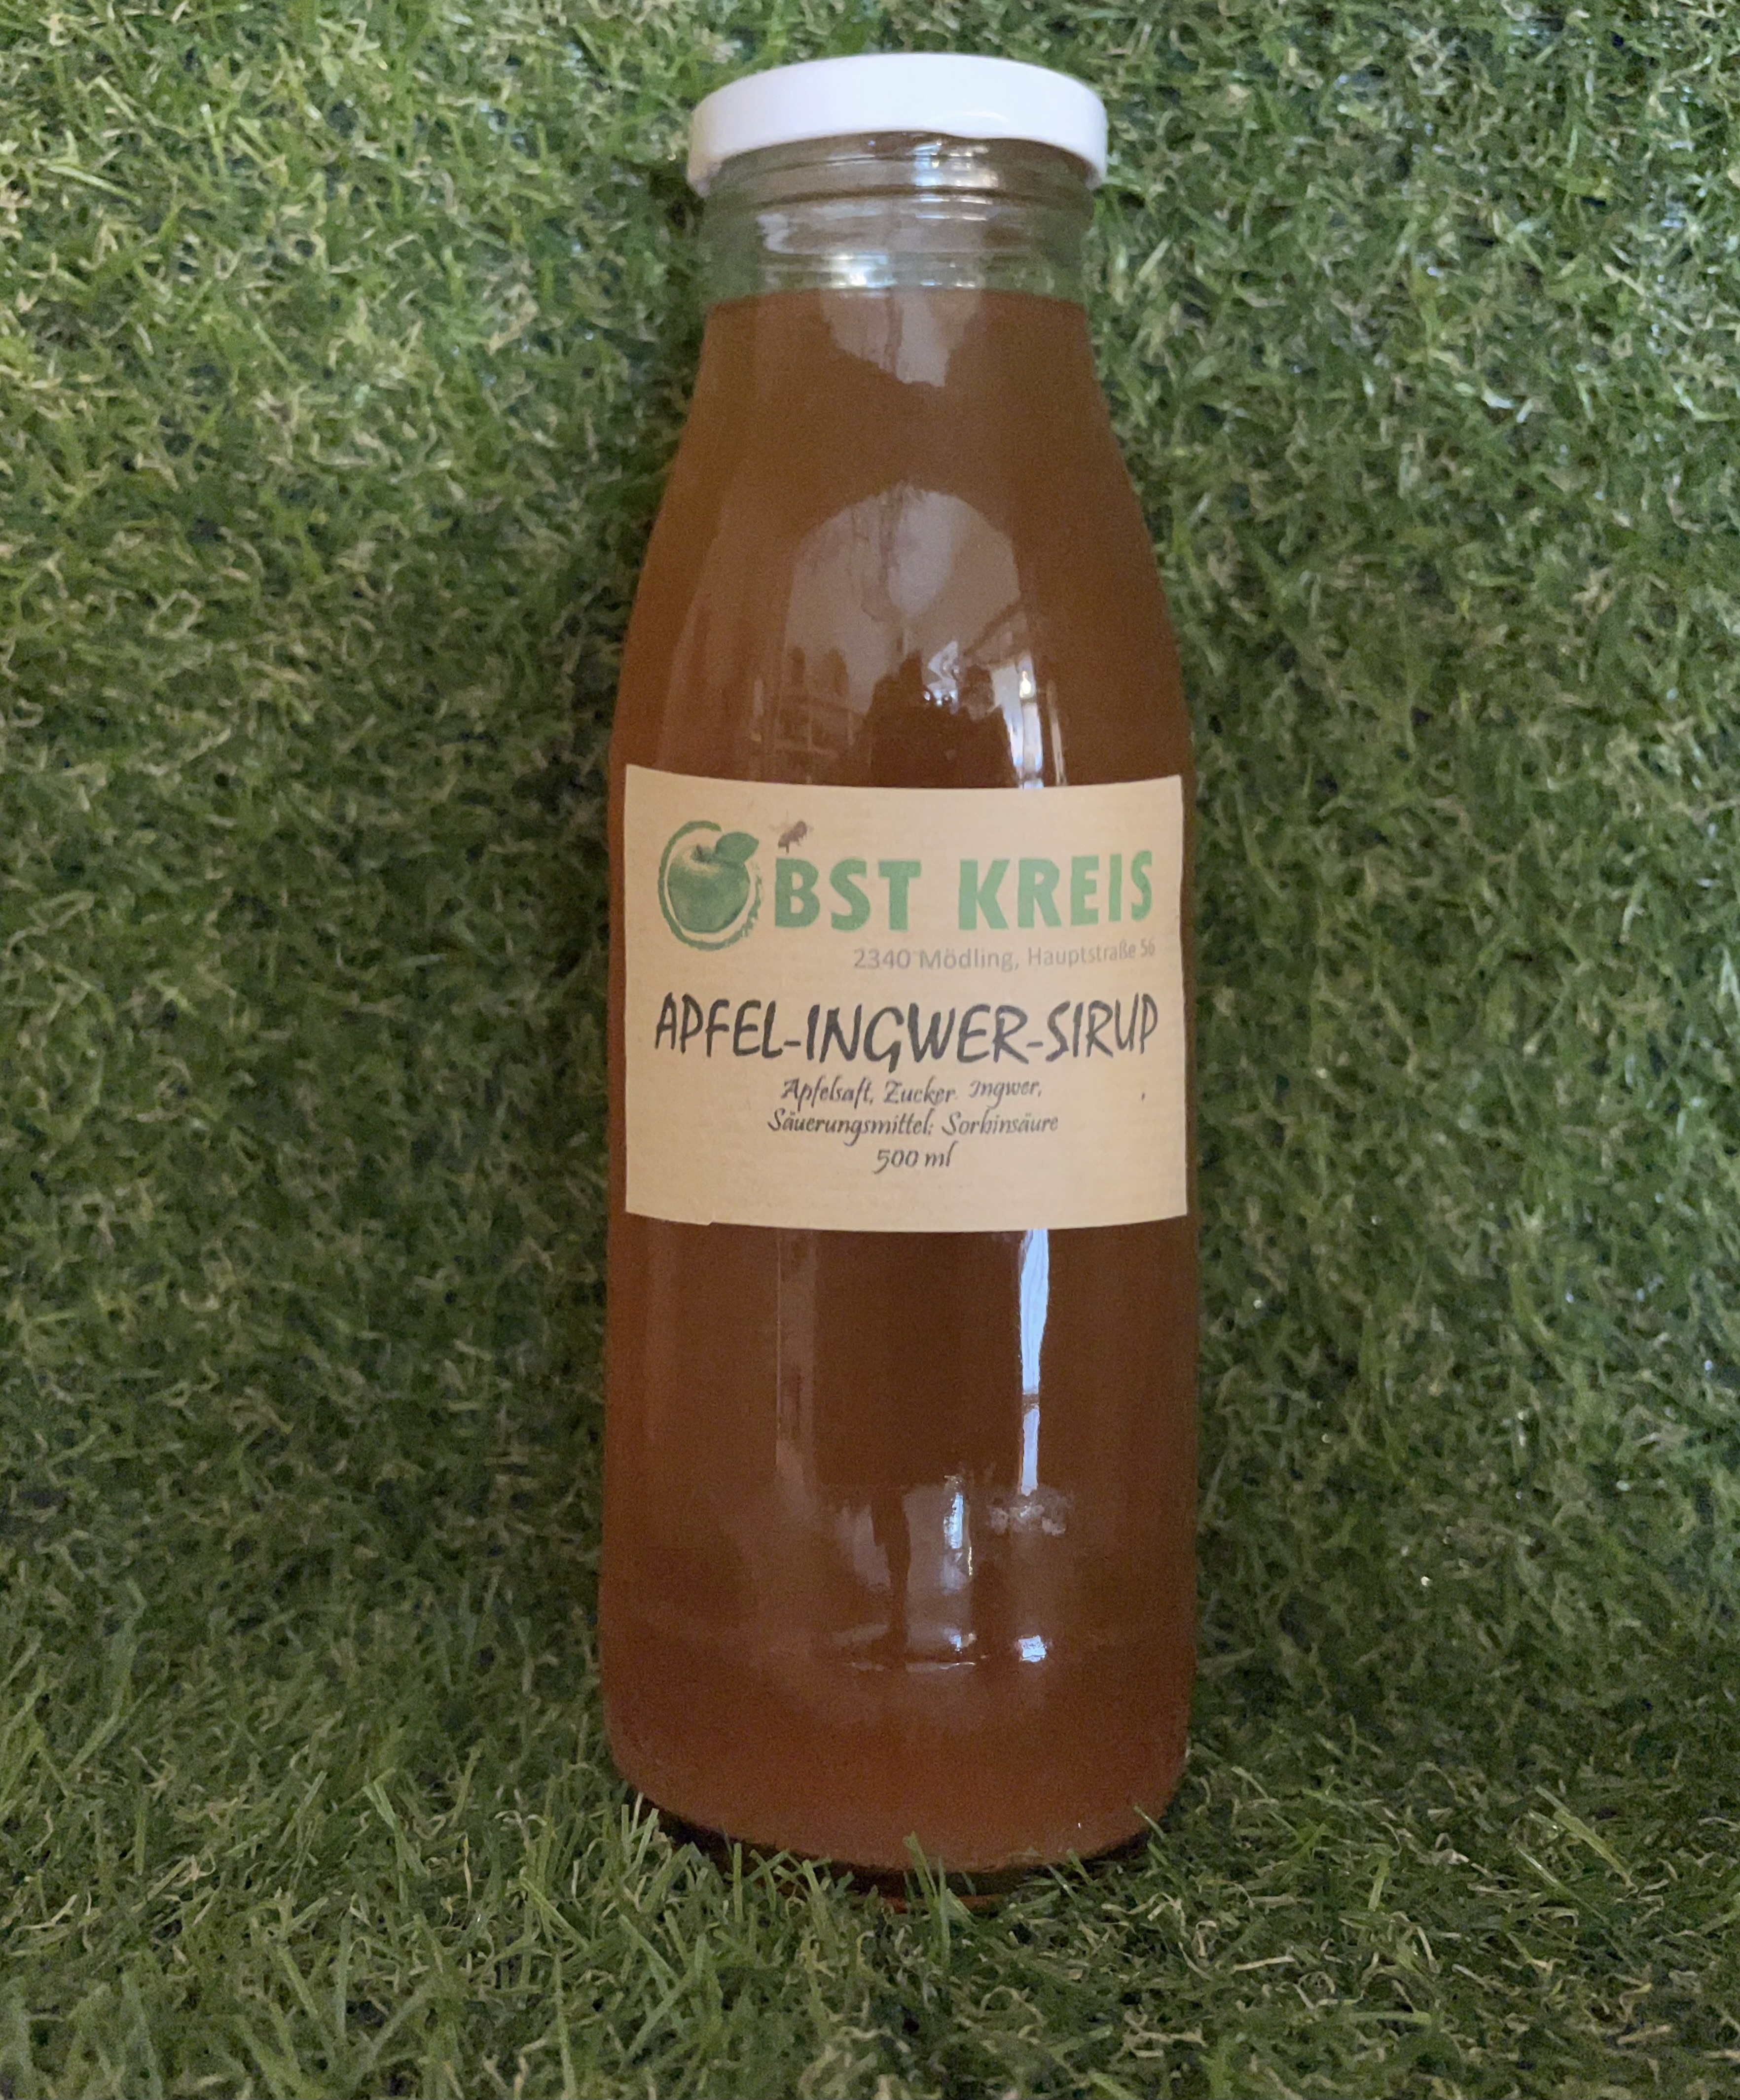 OBST KREIS
2340 Mödling, Hauptstraße 56
APFEL-INGWER-SIRUP
Apfelsaft, Zucker, Ingwer,
Säuerungsmittel: Sorbinsäure
500 ml